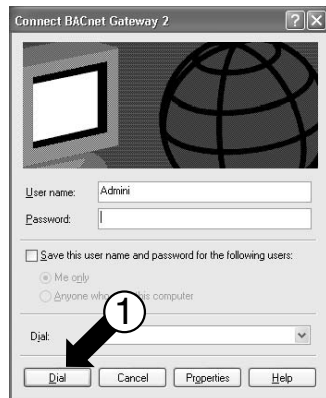 Connect BACnet Gateway 2
User name: Admini
Password:
Save this user name and password for the following users:
Me only
Anyone who this computer
Dial:
1
Dial Cancel Properties Help